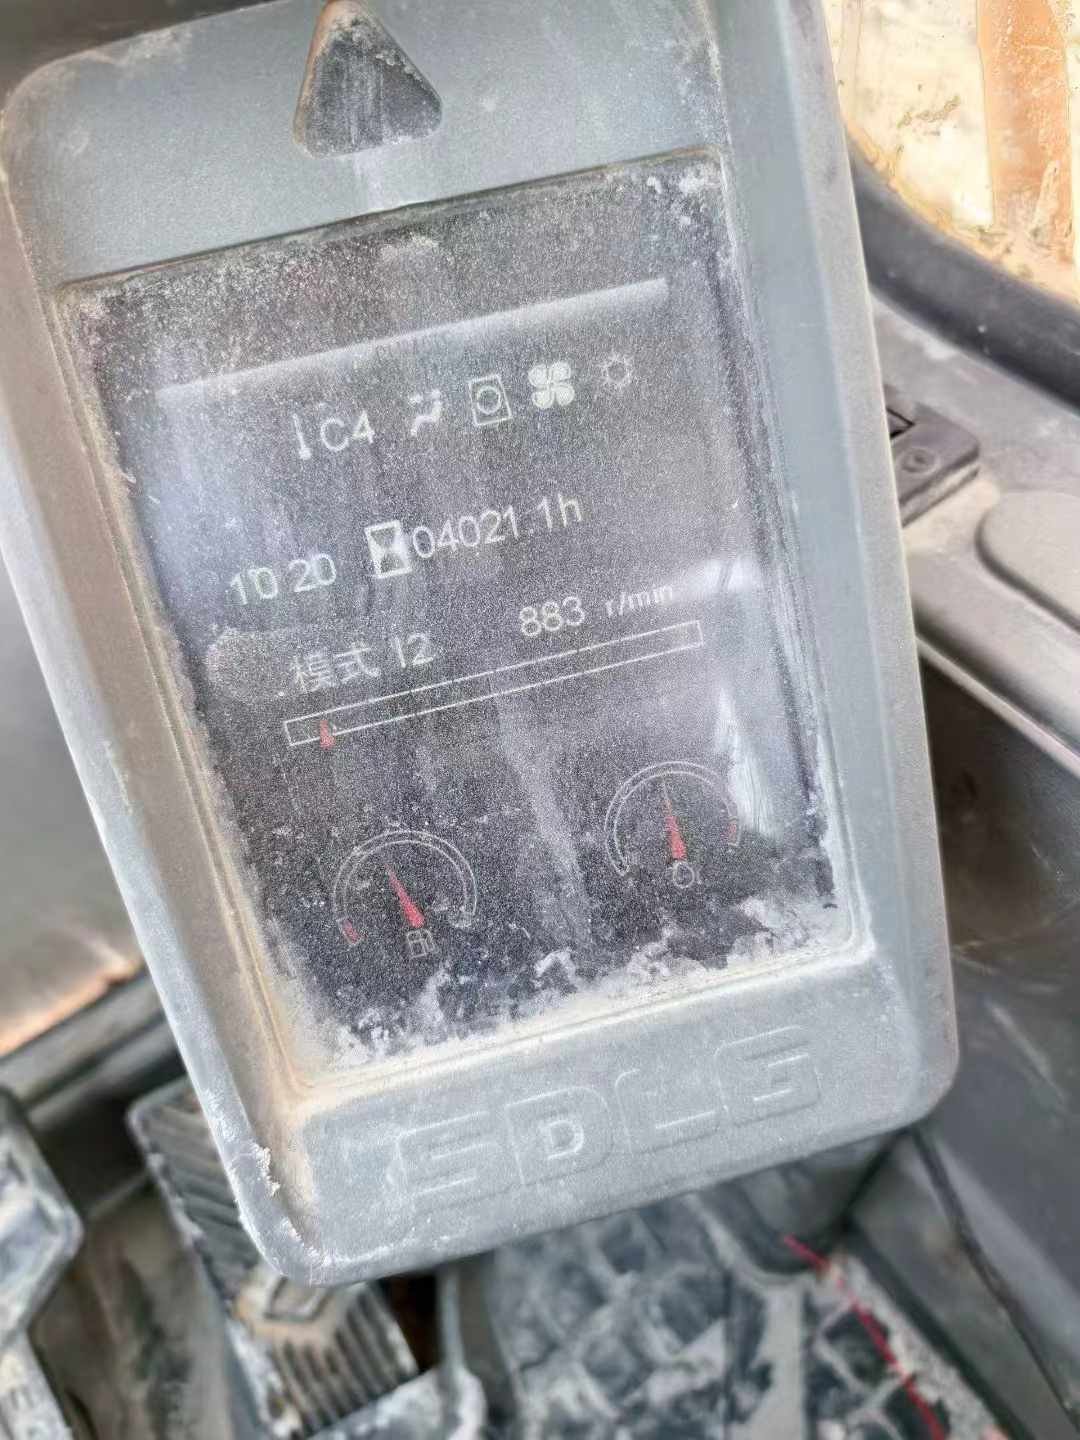 C4
10 20 04021.1h
模式 I2 883 r/min
SDLG